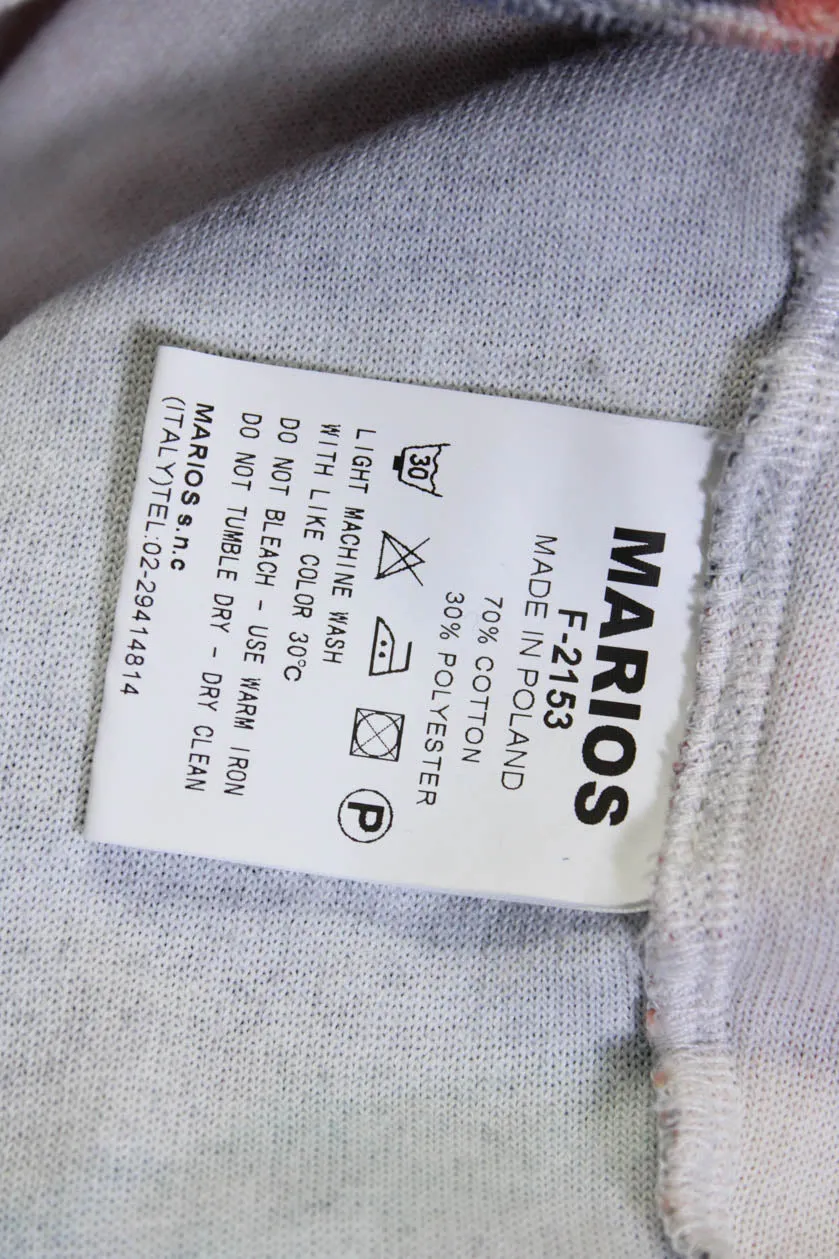 MARIOS
F-2153
MADE IN POLAND
70% COTTON
30% POLYESTER
30 P
LIGHT MACHINE WASH
WITH LIKE COLOR 30℃
DO NOT BLEACH - USE WARM IRON
DO NOT TUMBLE DRY - DRY CLEAN
MARIOS s.n.c
(ITALY)TEL:02-29414814